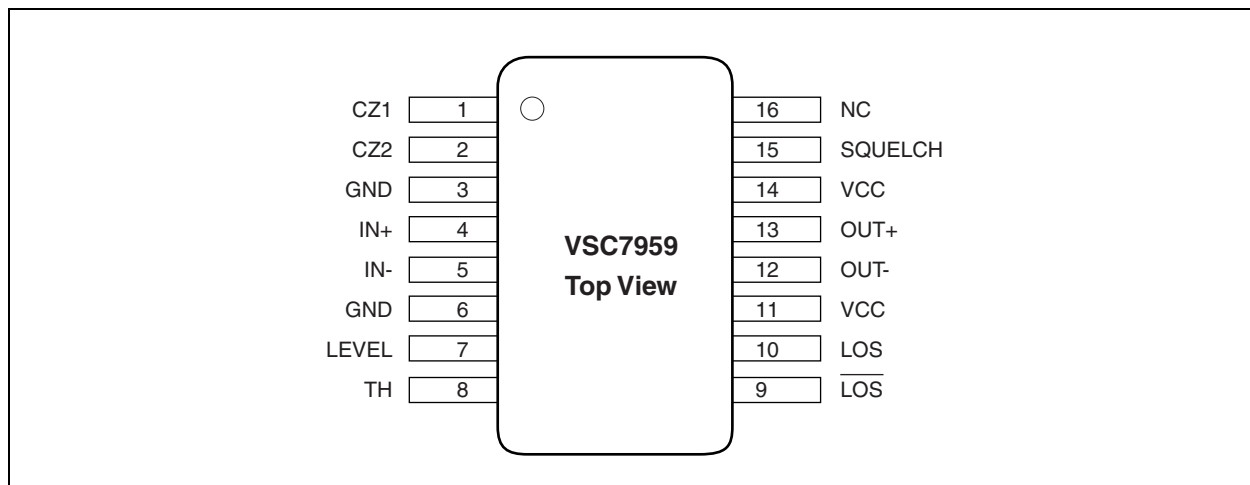 CZ1 1 16 NC
CZ2 2 15 SQUELCH
GND 3 14 VCC
IN+ 4 13 OUT+
IN- 5 12 OUT-
GND 6 11 VCC
LEVEL 7 10 LOS
TH 8 9 L̅O̅S̅
VSC7959
Top View